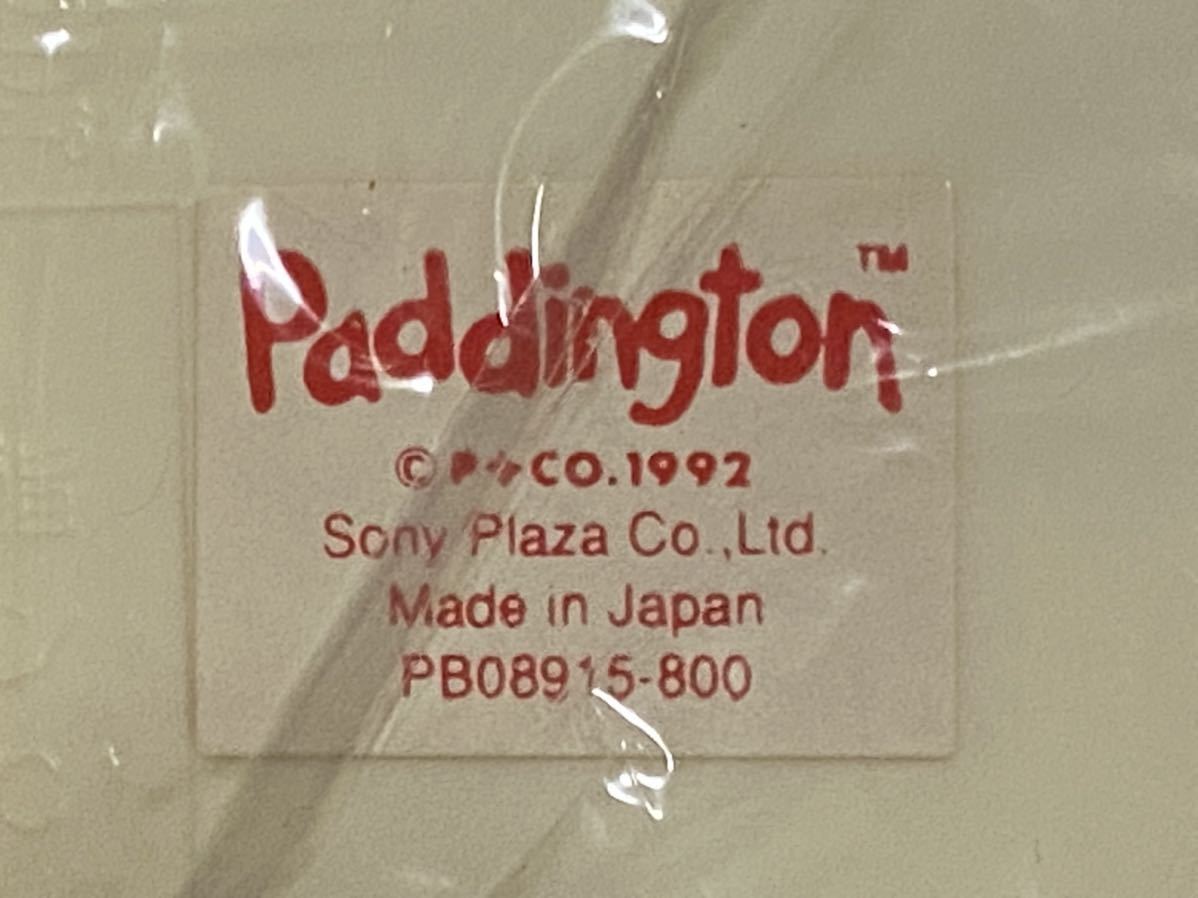 Paddington™
© P & CO. 1992
Sony Plaza Co.,Ltd.
Made in Japan
PB08915-800